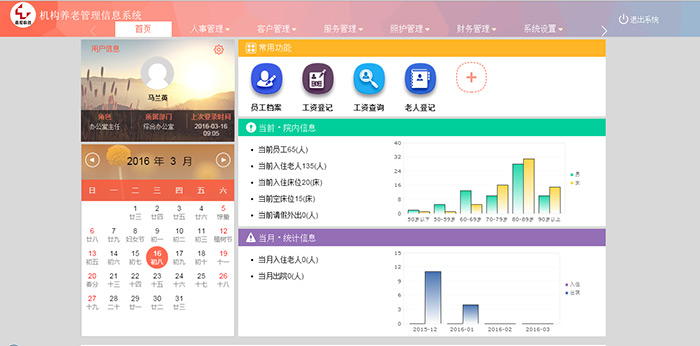 机构养老管理信息系统
首页 人事管理 客户管理 服务管理 照护管理 财务管理 系统设置
退出系统
用户信息
马兰英
角色 所属部门 上次登录时间
办公室主任 综合办公室 2016-03-16
09:05
2016 年 3 月
日 一 二 三 四 五 六
1 2 3 4 5
廿三 廿四 廿五 廿六 惊蛰
6 7 8 9 10 11 12
廿八 廿九 妇女节 初一 初二 初三 植树节
13 14 15 16 17 18 19
初五 初六 初七 初八 初九 初十 十一
20 21 22 23 24 25 26
春分 十三 十四 十五 十六 十七 十八
27 28 29 30 31
十九 二十 廿一 廿二 廿三
常用功能
员工档案 工资登记 工资查询 老人登记
当前·院内信息
当前员工65(人)
当前入住老人135(人)
当前入住床位20(床)
当前空床位15(床)
当前请假外出0(人)
40
30
20
10
0
50岁以下 50-59岁 60-69岁 70-79岁 80-89岁 90岁以上
男
女
当月·统计信息
当月入住老人0(人)
当月出院0(人)
15
10
5
0
2015-12 2016-01 2016-02 2016-03
入住
出院